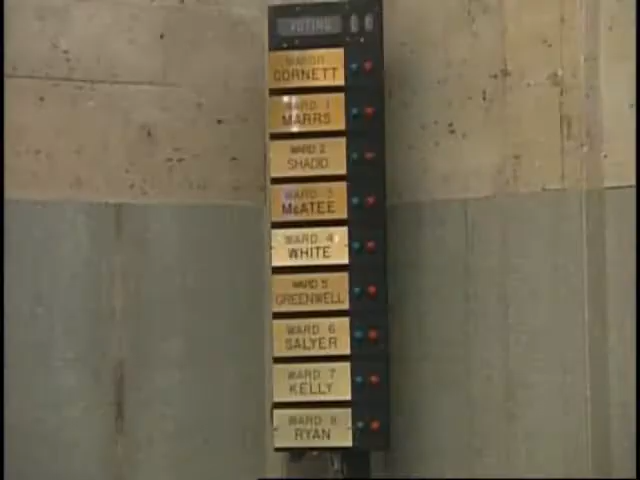 VOTING
MAYOR
CORNETT
WARD 1
MARRS
WARD 2
SHADID
WARD 3
McATEE
WARD 4
WHITE
WARD 5
GREENWELL
WARD 6
SALYER
WARD 7
KELLY
WARD 8
RYAN